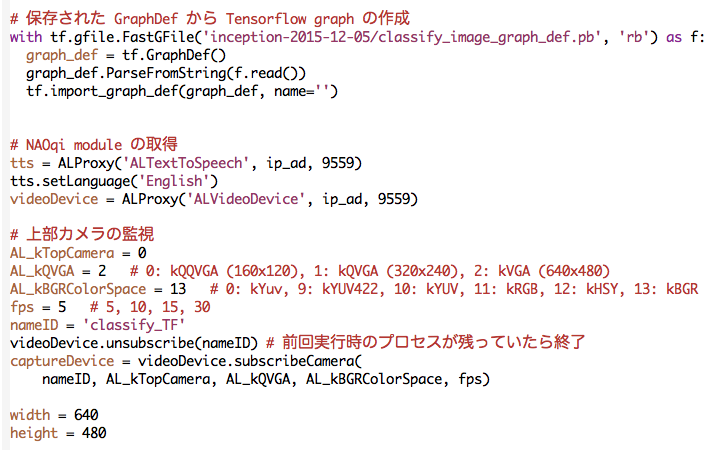 # 保存された GraphDef から Tensorflow graph の作成
with tf.gfile.FastGFile('inception-2015-12-05/classify_image_graph_def.pb', 'rb') as f:
  graph_def = tf.GraphDef()
  graph_def.ParseFromString(f.read())
  tf.import_graph_def(graph_def, name='')

# NAOqi module の取得
tts = ALProxy('ALTextToSpeech', ip_ad, 9559)
tts.setLanguage('English')
videoDevice = ALProxy('ALVideoDevice', ip_ad, 9559)

# 上部カメラの監視
AL_kTopCamera = 0
AL_kQVGA = 2   # 0: kQQVGA (160x120), 1: kQVGA (320x240), 2: kVGA (640x480)
AL_kBGRColorSpace = 13   # 0: kYuv, 9: kYUV422, 10: kYUV, 11: kRGB, 12: kHSY, 13: kBGR
fps = 5   # 5, 10, 15, 30
nameID = 'classify_TF'
videoDevice.unsubscribe(nameID) # 前回実行時のプロセスが残っていたら終了
captureDevice = videoDevice.subscribeCamera(
    nameID, AL_kTopCamera, AL_kQVGA, AL_kBGRColorSpace, fps)

width = 640
height = 480